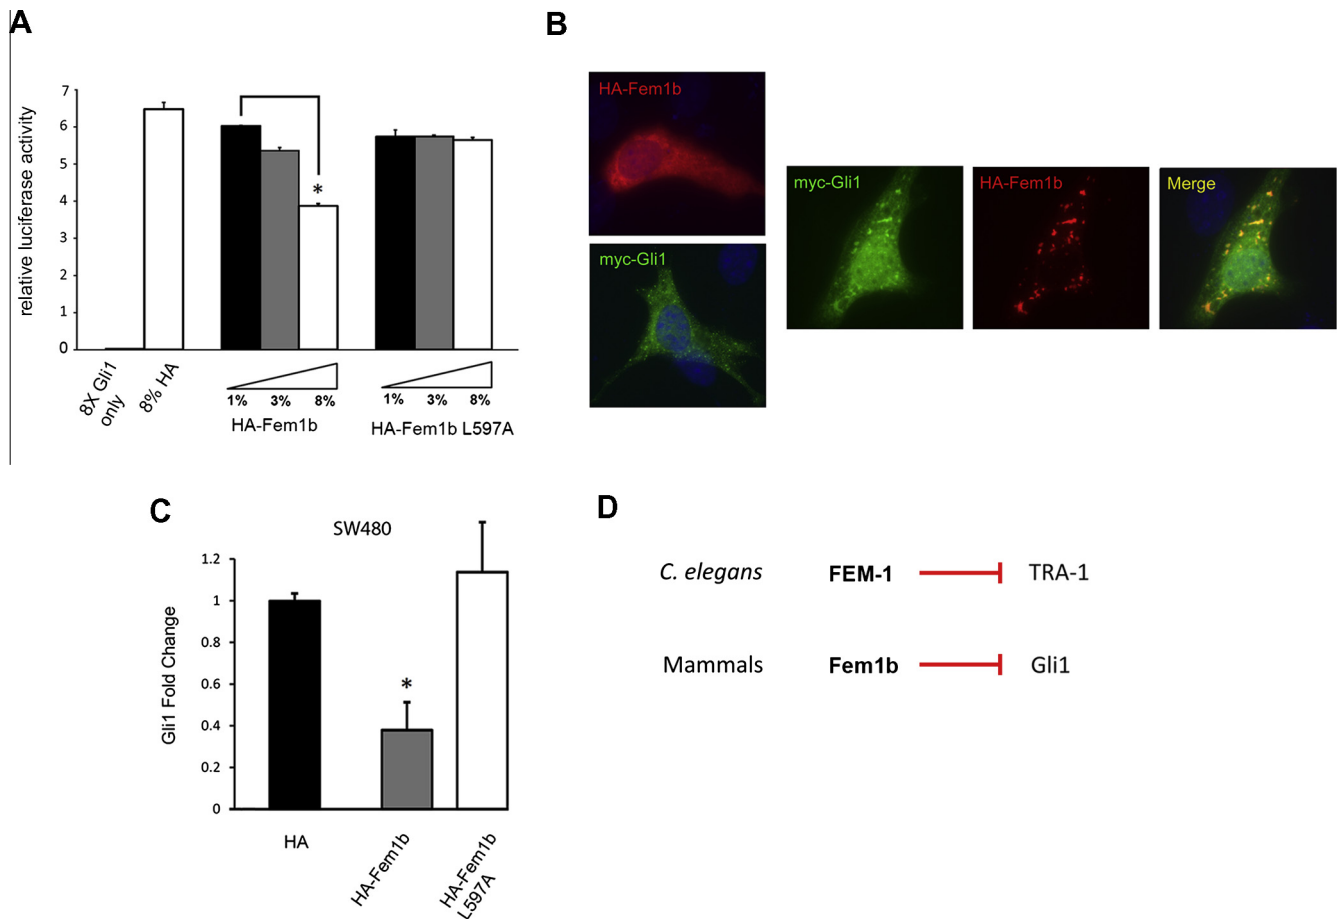 A
relative luciferase activity
7
6
5
4
3
2
1
0
*
8X Gli1
only
8% HA
1% 3% 8%
HA-Fem1b
1% 3% 8%
HA-Fem1b L597A
B
HA-Fem1b
myc-Gli1
myc-Gli1
HA-Fem1b
Merge
C
SW480
Gli1 Fold Change
1.2
1
0.8
0.6
0.4
0.2
0
*
HA
HA-Fem1b
HA-Fem1b
L597A
D
C. elegans FEM-1 TRA-1
Mammals Fem1b Gli1